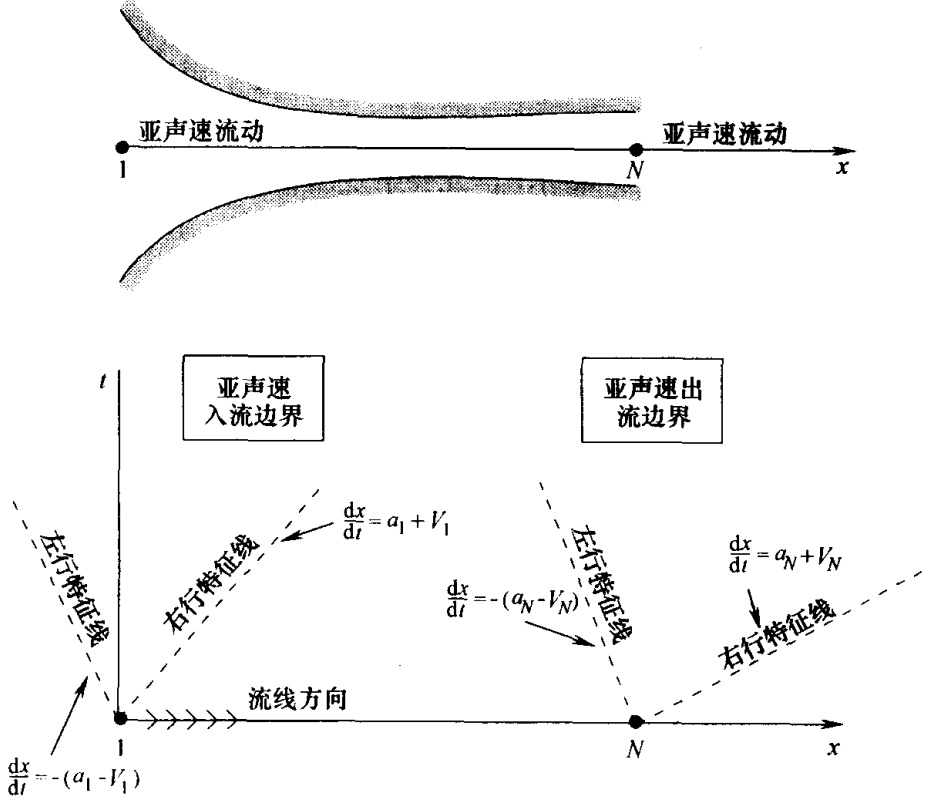 亚声速流动
亚声速流动
1
N
x
t
亚声速
入流边界
亚声速出
流边界
左行特征线
右行特征线
dx/dt = a₁ + V₁
左行特征线
dx/dt = -(a_N - V_N)
右行特征线
dx/dt = a_N + V_N
流线方向
1
N
x
dx/dt = -(a₁ - V₁)